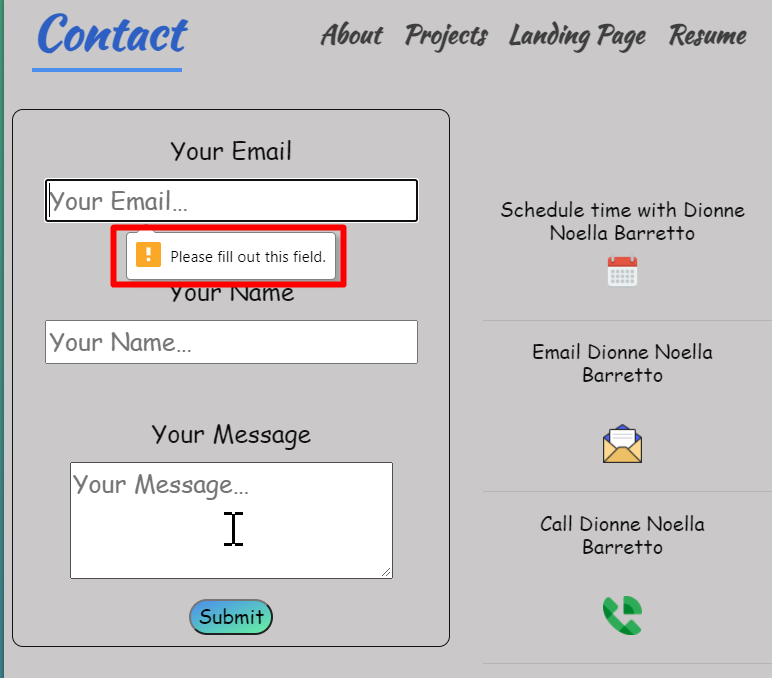 Contact
About Projects Landing Page Resume
Your Email
Your Email...
Please fill out this field.
Your Name
Your Name...
Your Message
Your Message...
Submit
Schedule time with Dionne
Noella Barretto
Email Dionne Noella
Barretto
Call Dionne Noella
Barretto